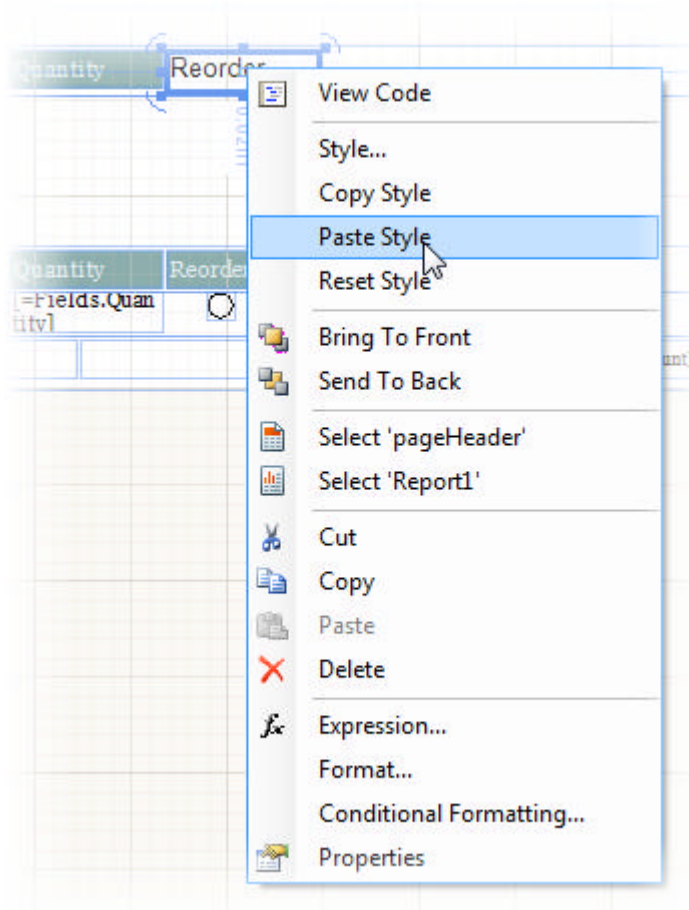 Quantity
Reorder
View Code
Style...
Copy Style
Paste Style
Reset Style
Quantity
Reorder
[=Fields.Quan
tity]
Bring To Front
Send To Back
Select 'pageHeader'
Select 'Report1'
Cut
Copy
Paste
Delete
fx
Expression...
Format...
Conditional Formatting...
Properties